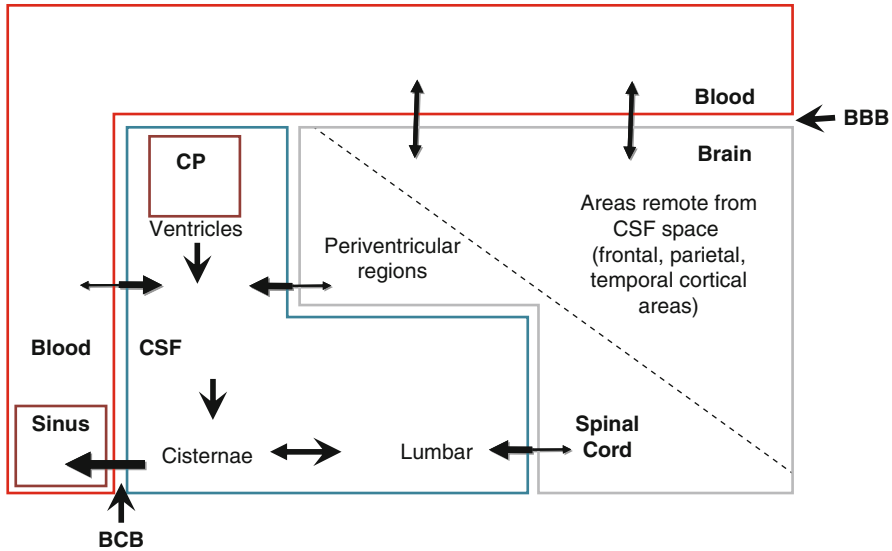 Blood
BBB
CP
Brain
Ventricles
Areas remote from
CSF space
(frontal, parietal,
temporal cortical
areas)
Periventricular
regions
Blood
CSF
Sinus
Cisternae
Lumbar
Spinal
Cord
BCB